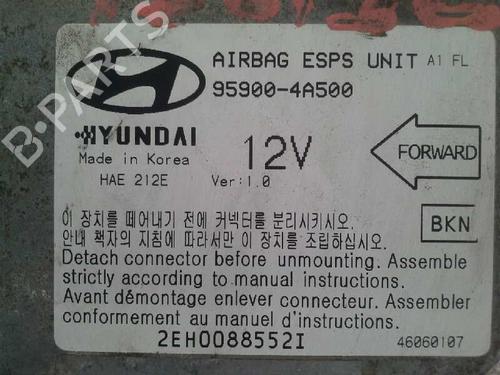 AIRBAG ESPS UNIT A1 FL
95900-4A500
HYUNDAI
Made in Korea
HAE 212E
12V
Ver:1.0
FORWARD
이 장치를 떼어내기 전에 커넥터를 분리시키시오.
안내 책자의 지침에 따라서만 이 장치를 조립하십시오.
BKN
Detach connector before unmounting. Assemble
strictly according to manual instructions.
Avant démontage enlever connecteur. Assembler
conformement au manuel d'instructions.
2EH0088552I
46060107
B-PARTS